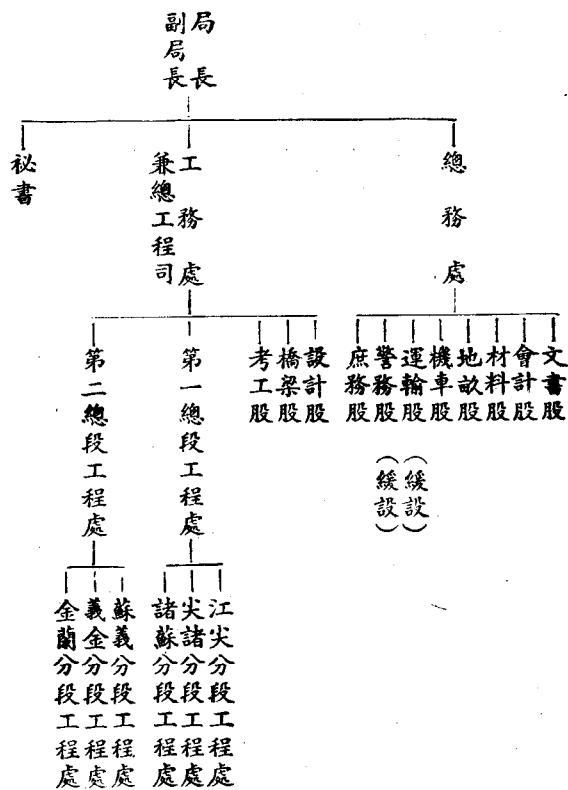 局長
副局長
總務處
工務處
兼總工程司
祕書
文書股
會計股
材料股
地畝股
機車股
運輸股
警務股
庶務股
(緩設)
(緩設)
設計股
橋梁股
考工股
第一總段工程處
第二總段工程處
江尖分段工程處
尖諸分段工程處
諸蘇分段工程處
蘇義分段工程處
義金分段工程處
金蘭分段工程處